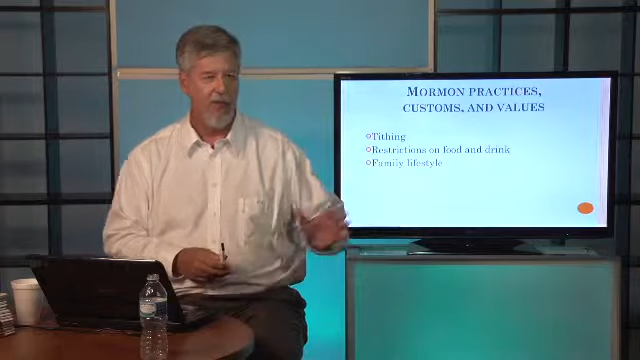 MORMON PRACTICES,
CUSTOMS, AND VALUES
Tithing
Restrictions on food and drink
Family lifestyle